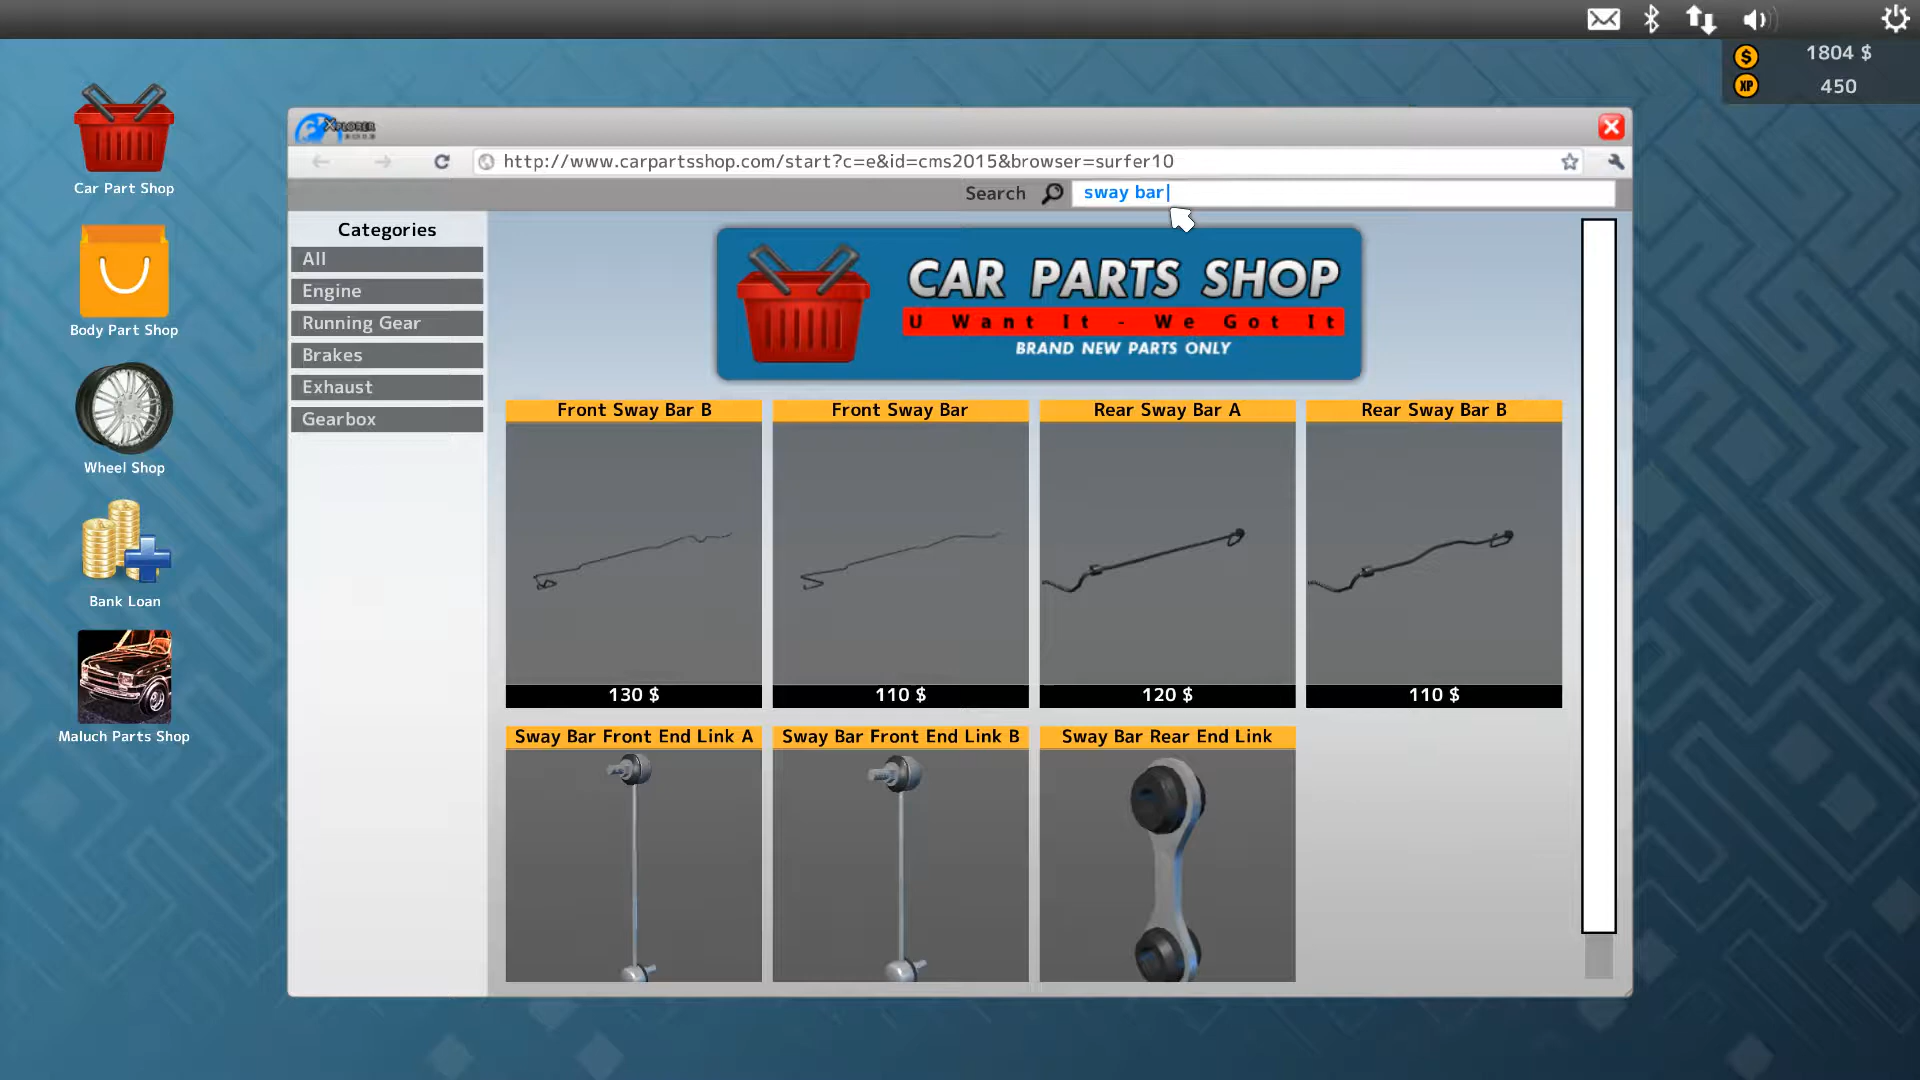 1804 $
XP
450
XPLORER
http://www.carpartsshop.com/start?c=e&id=cms2015&browser=surfer10
Search
sway bar
Car Part Shop
Body Part Shop
Wheel Shop
Bank Loan
Maluch Parts Shop
Categories
All
Engine
Running Gear
Brakes
Exhaust
Gearbox
CAR PARTS SHOP
U Want It - We Got It
BRAND NEW PARTS ONLY
Front Sway Bar B
Front Sway Bar
Rear Sway Bar A
Rear Sway Bar B
130 $
110 $
120 $
110 $
Sway Bar Front End Link A
Sway Bar Front End Link B
Sway Bar Rear End Link